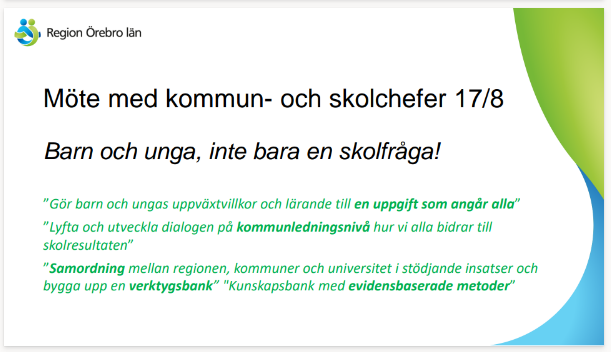 Region Örebro län
Möte med kommun- och skolchefer 17/8
Barn och unga, inte bara en skolfråga!
”Gör barn och ungas uppväxtvillkor och lärande till en uppgift som angår alla”
”Lyfta och utveckla dialogen på kommunledningsnivå hur vi alla bidrar till
skolresultaten”
”Samordning mellan regionen, kommuner och universitet i stödjande insatser och
bygga upp en verktygsbank” "Kunskapsbank med evidensbaserade metoder”